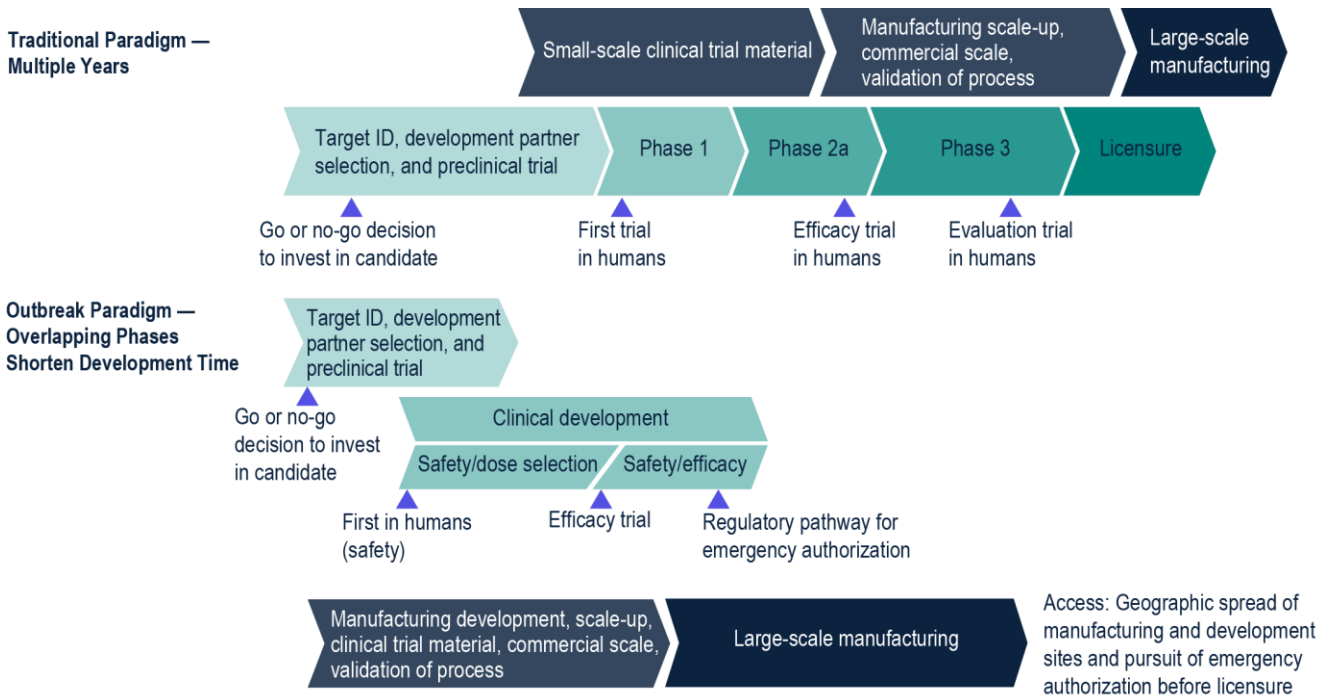 Traditional Paradigm —
Multiple Years
Small-scale clinical trial material
Manufacturing scale-up,
commercial scale,
validation of process
Large-scale
manufacturing
Target ID, development partner
selection, and preclinical trial
Phase 1
Phase 2a
Phase 3
Licensure
Go or no-go decision
to invest in candidate
First trial
in humans
Efficacy trial
in humans
Evaluation trial
in humans
Outbreak Paradigm —
Overlapping Phases
Shorten Development Time
Target ID, development
partner selection, and
preclinical trial
Go or no-go
decision to invest
in candidate
Clinical development
Safety/dose selection
Safety/efficacy
First in humans
(safety)
Efficacy trial
Regulatory pathway for
emergency authorization
Manufacturing development, scale-up,
clinical trial material, commercial scale,
validation of process
Large-scale manufacturing
Access: Geographic spread of
manufacturing and development
sites and pursuit of emergency
authorization before licensure